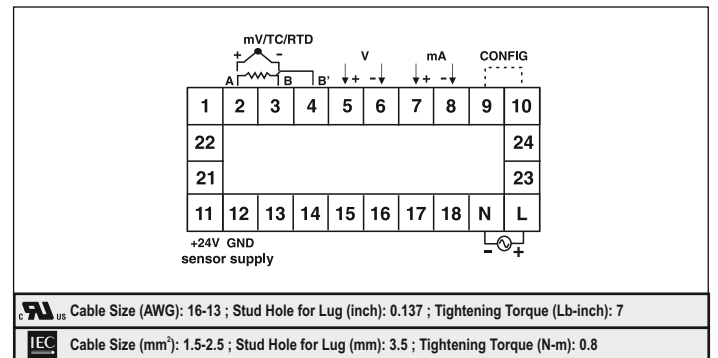 mV/TC/RTD
+ -
A B B'
V mA CONFIG
+ - + -
1 2 3 4 5 6 7 8 9 10
22 24
21 23
11 12 13 14 15 16 17 18 N L
+24V GND
sensor supply
- +
c RU us Cable Size (AWG): 16-13 ; Stud Hole for Lug (inch): 0.137 ; Tightening Torque (Lb-inch): 7
IEC Cable Size (mm²): 1.5-2.5 ; Stud Hole for Lug (mm): 3.5 ; Tightening Torque (N-m): 0.8